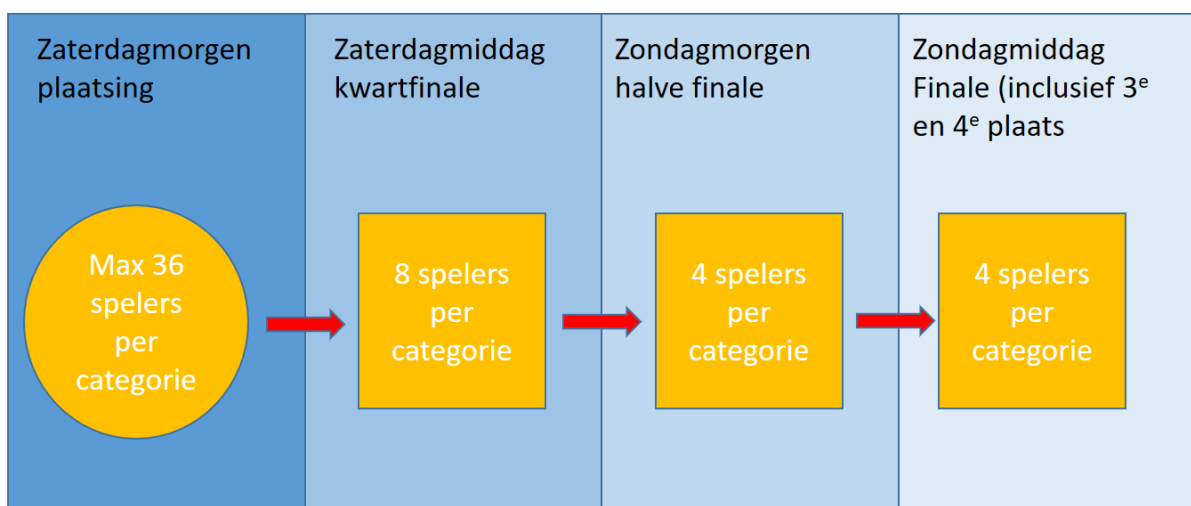 Zaterdagmorgen
plaatsing
Zaterdagmiddag
kwartfinale
Zondagmorgen
halve finale
Zondagmiddag
Finale (inclusief 3e
en 4e plaats
Max 36
spelers
per
categorie
8 spelers
per
categorie
4 spelers
per
categorie
4 spelers
per
categorie